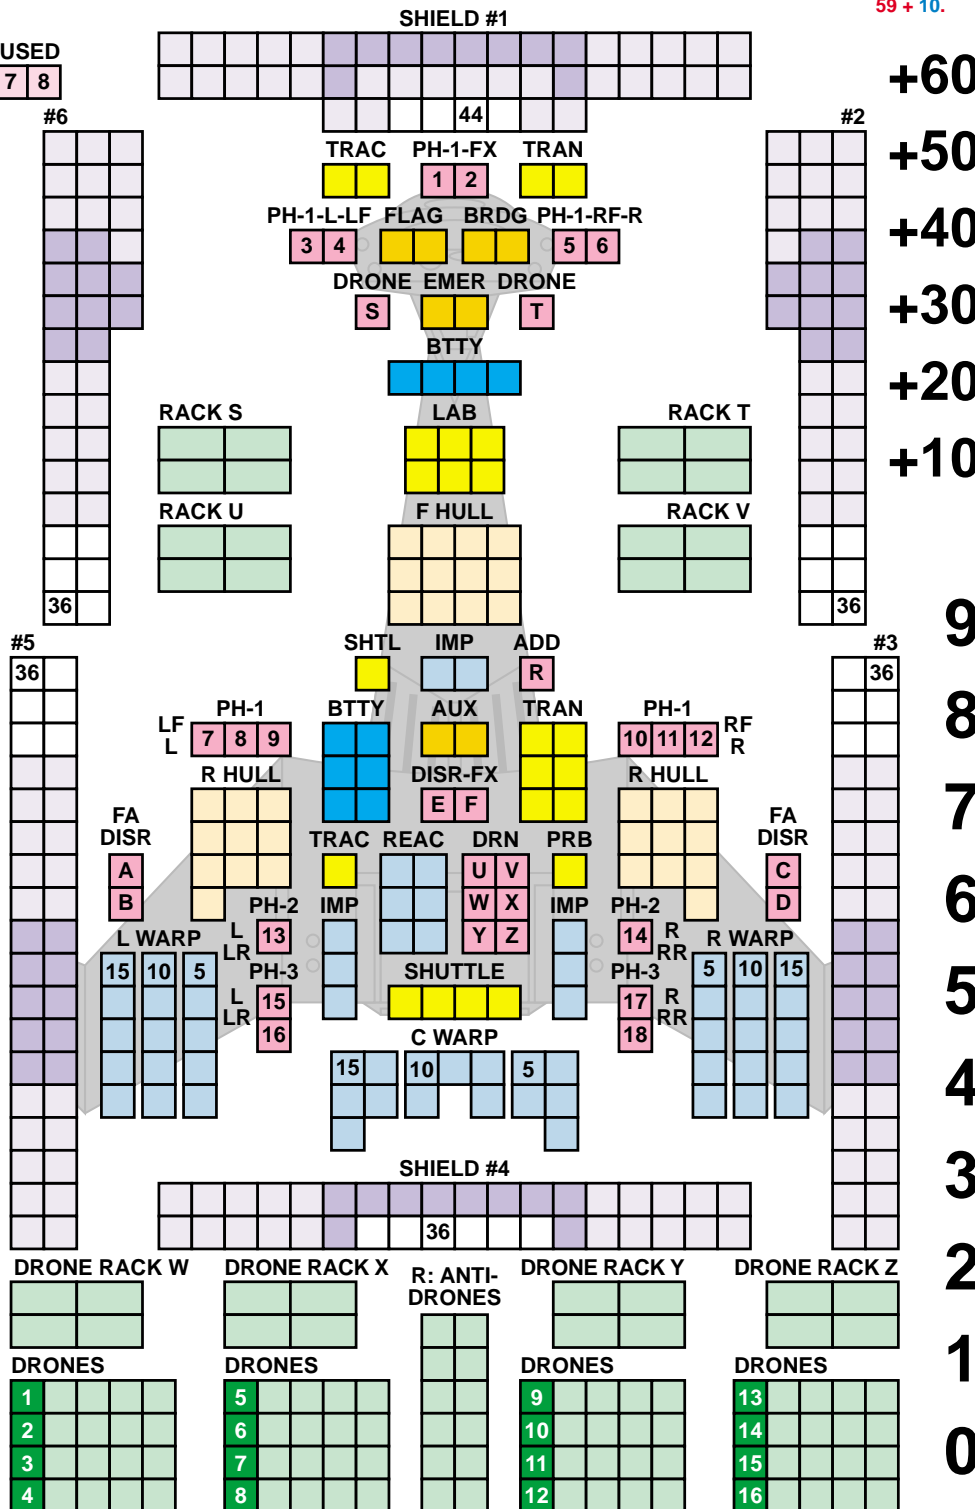 59 + 10.
SHIELD #1
USED
7 8
+60
44
#6
#2
TRAC PH-1-FX TRAN
+50
1 2
PH-1-L-LF FLAG BRDG PH-1-RF-R
+40
3 4 5 6
DRONE EMER DRONE
S T
+30
BTTY
+20
RACK S LAB RACK T
+10
RACK U F HULL RACK V
36 36
9
#5 SHTL IMP ADD #3
36 R 36
PH-1 BTTY AUX TRAN PH-1
8
LF
L
7 8 9
10 11 12
RF
R
R HULL DISR-FX R HULL
E F
7
FA
DISR
FA
DISR
TRAC REAC DRN PRB
A U V C
B W X D
6
PH-2 IMP IMP PH-2
L
LR
13 Y Z 14
R
RR
L WARP R WARP
15 10 5 5 10 15
PH-3 SHUTTLE PH-3
5
L
LR
15 17
R
RR
16 18
C WARP
15 10 5
4
SHIELD #4
3
36
DRONE RACK W DRONE RACK X R: ANTI-
DRONES
DRONE RACK Y DRONE RACK Z
2
DRONES DRONES DRONES DRONES
1
1 5 9 13
2 6 10 14
0
3 7 11 15
4 8 12 16